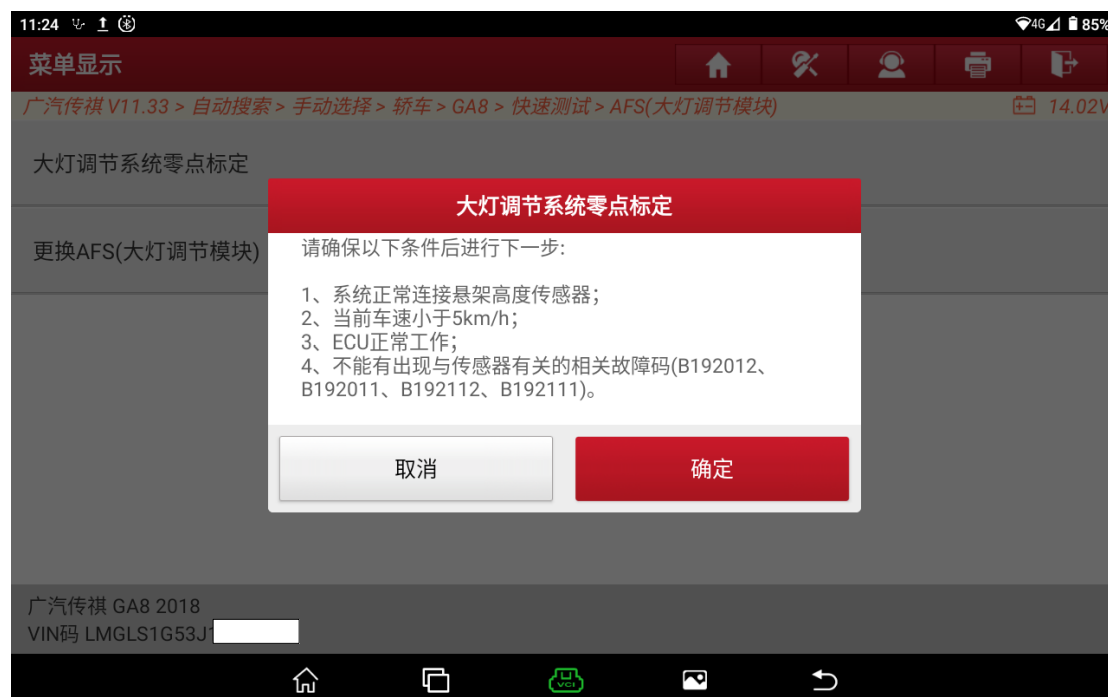 11:24
4G 85%
菜单显示
广汽传祺 V11.33 > 自动搜索 > 手动选择 > 轿车 > GA8 > 快速测试 > AFS(大灯调节模块)
14.02V
大灯调节系统零点标定
大灯调节系统零点标定
更换AFS(大灯调节模块)
请确保以下条件后进行下一步:
1、系统正常连接悬架高度传感器；
2、当前车速小于5km/h；
3、ECU正常工作；
4、不能有出现与传感器有关的相关故障码(B192012、
B192011、B192112、B192111)。
取消
确定
广汽传祺 GA8 2018
VIN码 LMGLS1G53J1
VCI